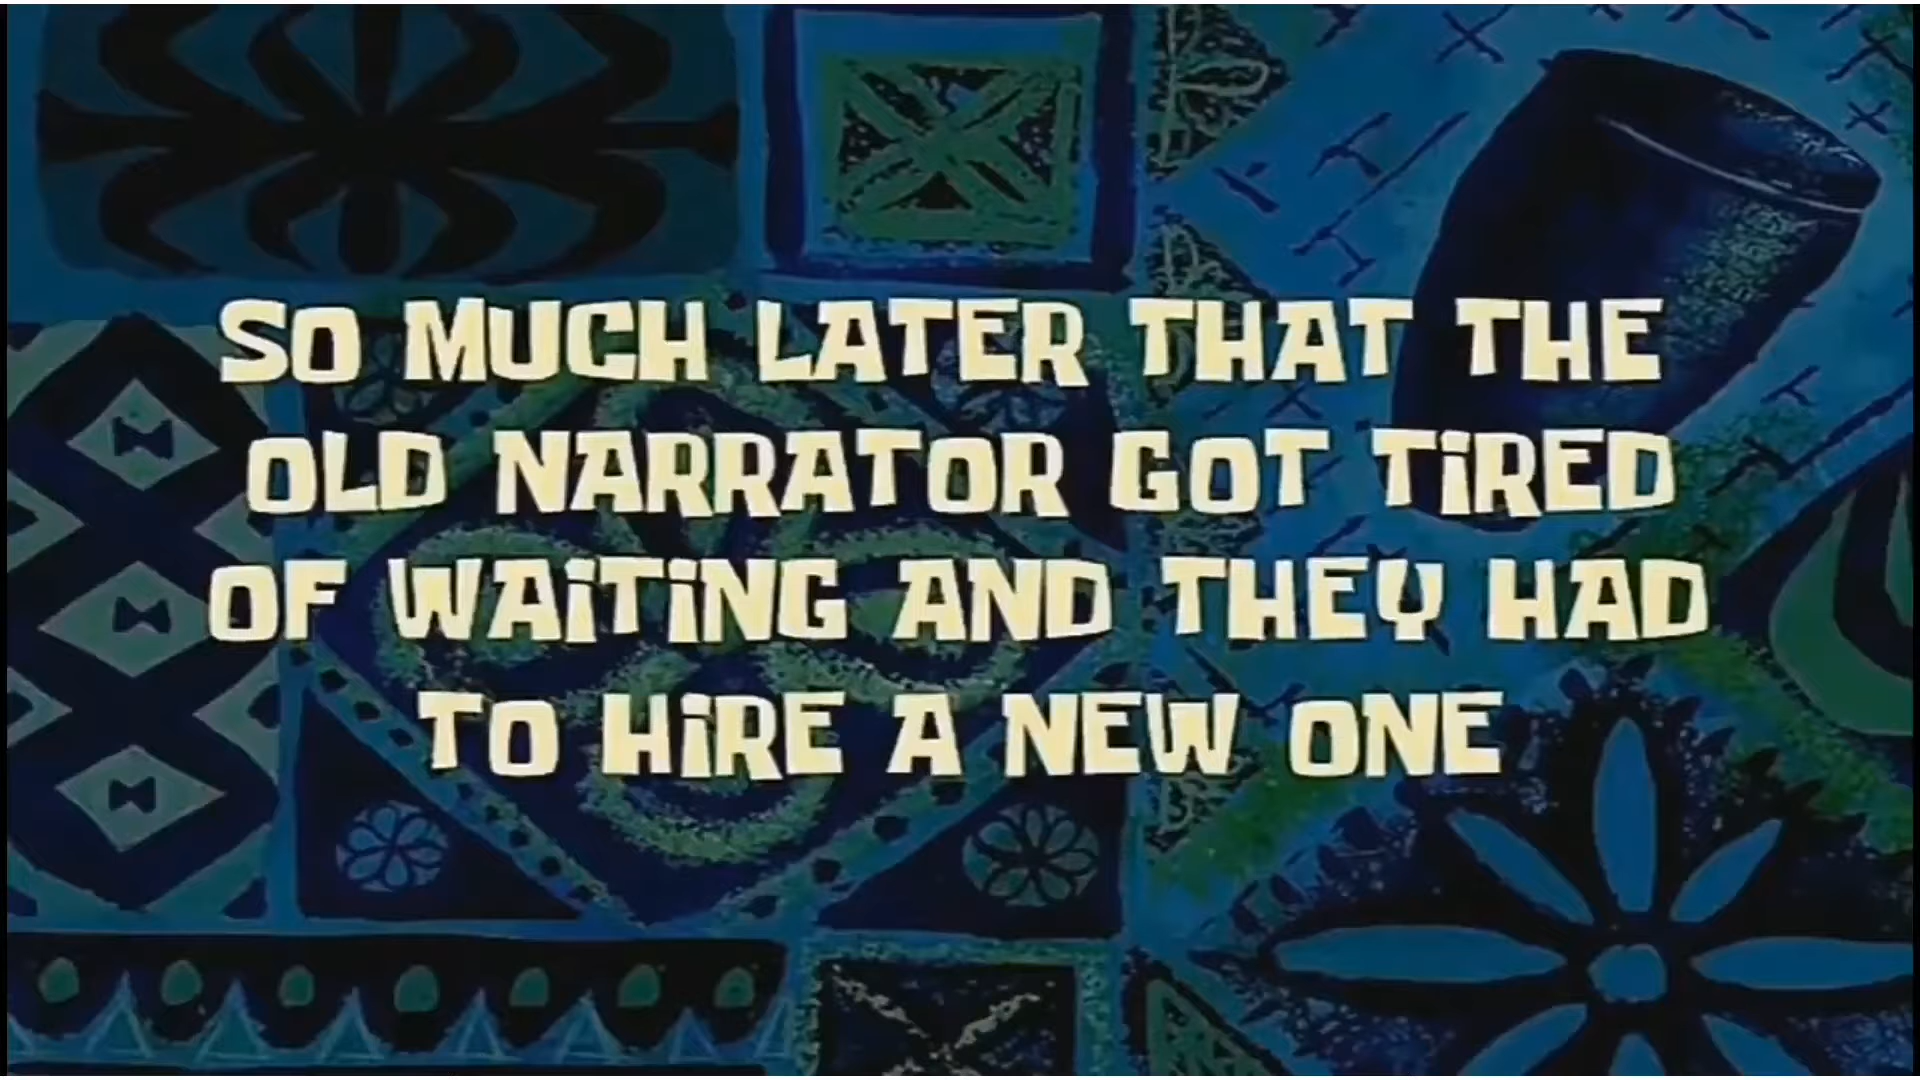 SO MUCH LATER THAT THE
OLD NARRATOR GOT TiRED
OF WAiTiNG AND THEY HAD
TO HiRE A NEW ONE